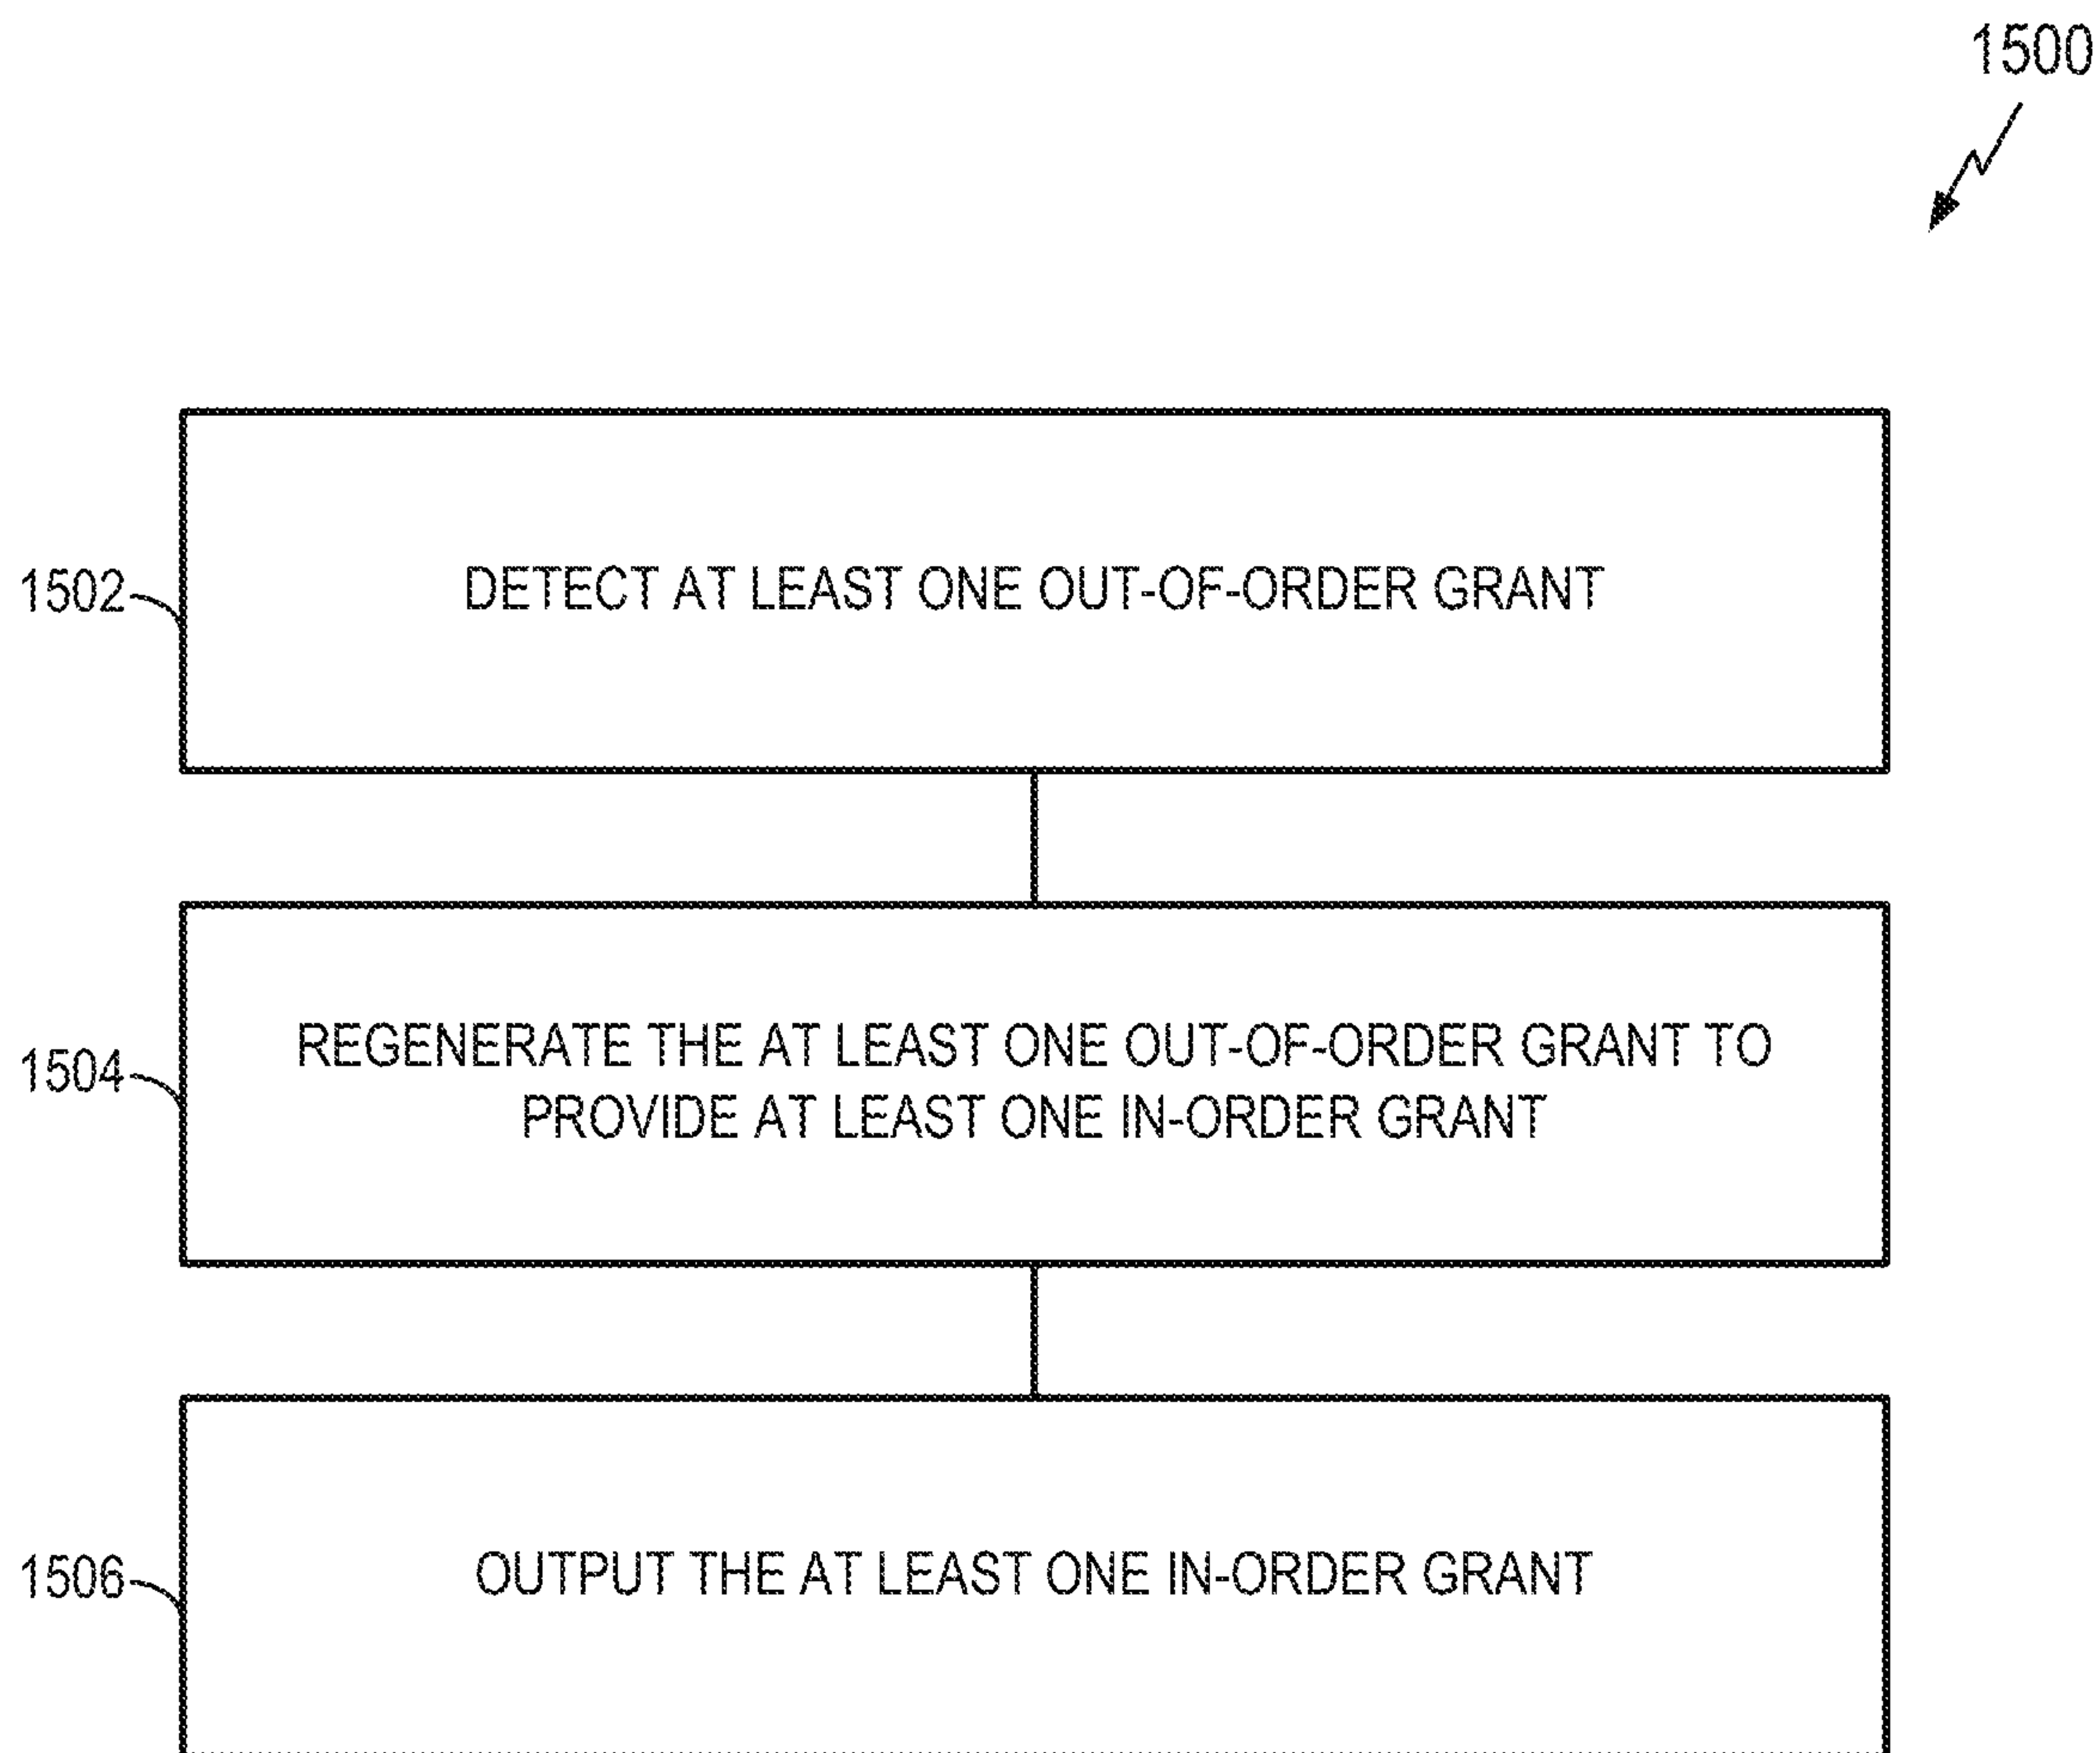 1500
1502
DETECT AT LEAST ONE OUT-OF-ORDER GRANT
1504
REGENERATE THE AT LEAST ONE OUT-OF-ORDER GRANT TO
PROVIDE AT LEAST ONE IN-ORDER GRANT
1506
OUTPUT THE AT LEAST ONE IN-ORDER GRANT